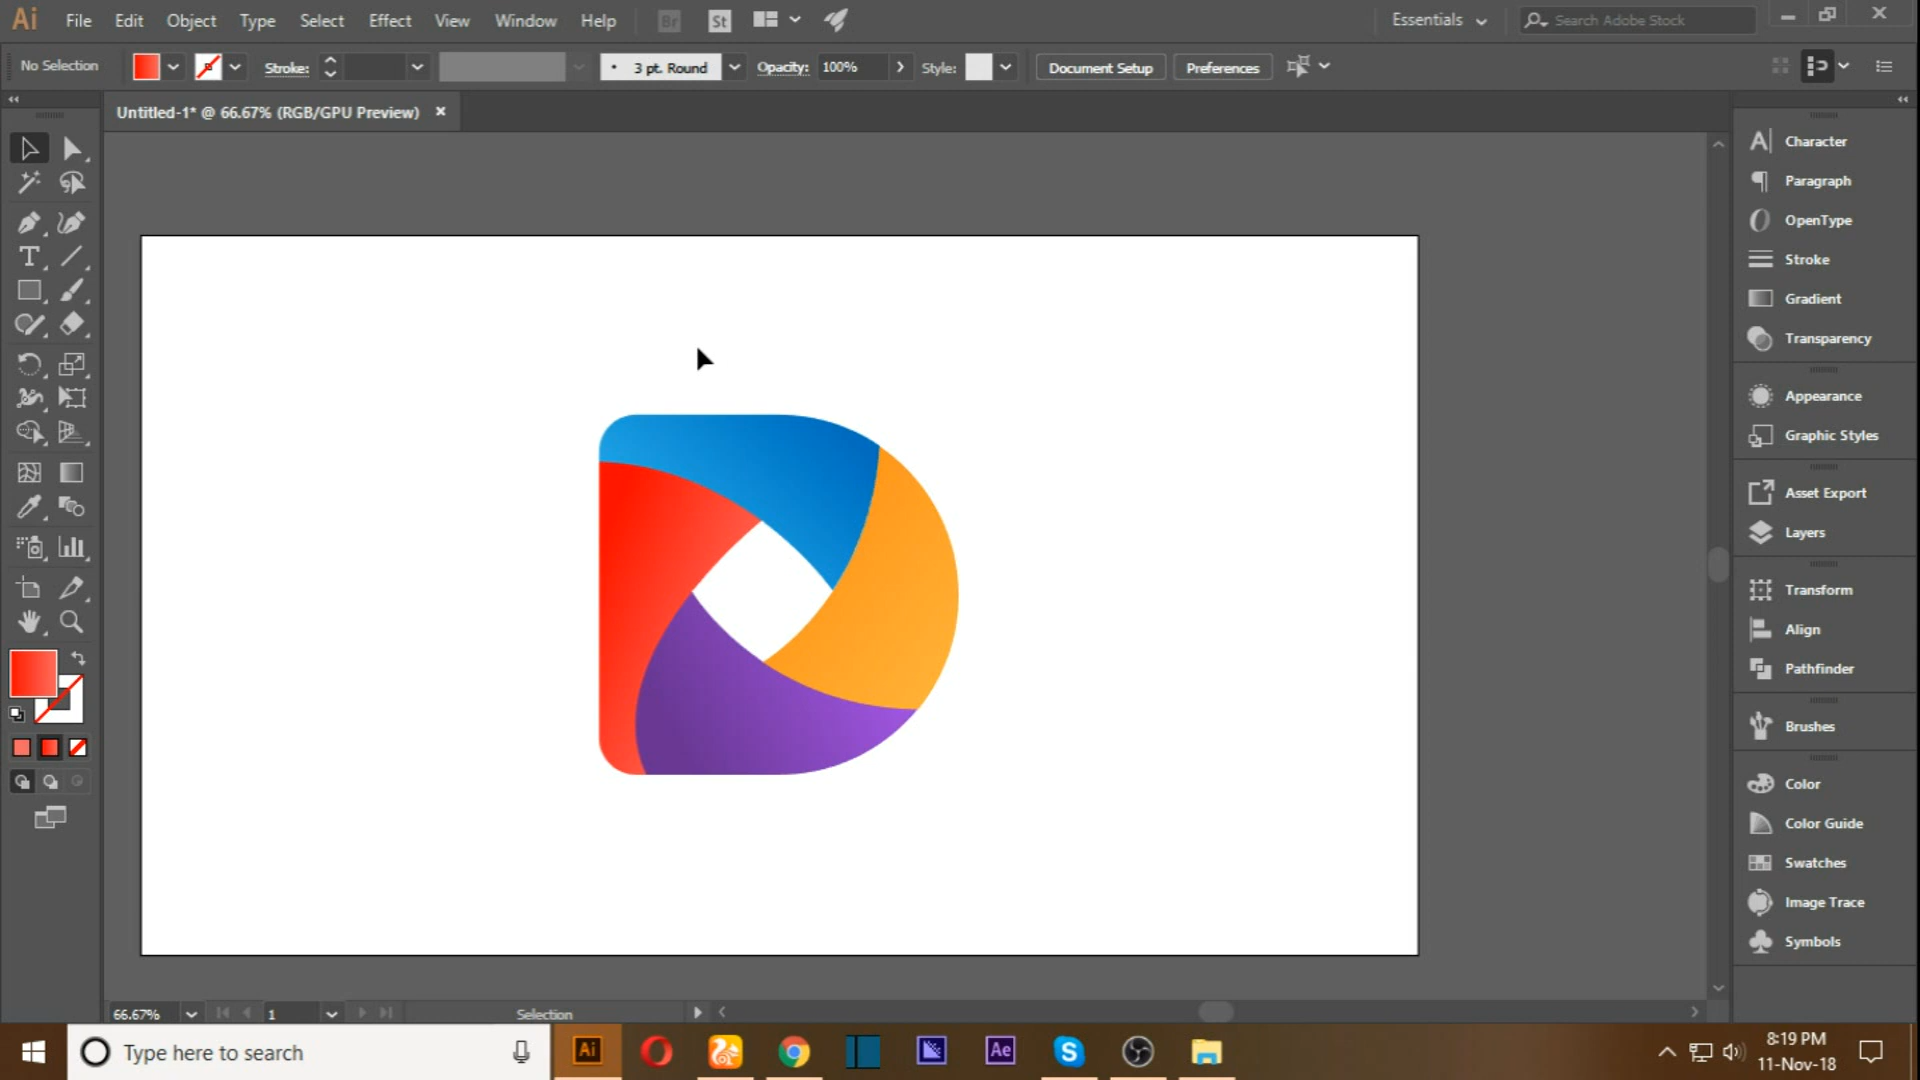 Ai File Edit Object Type Select Effect View Window Help Br St Essentials Search Adobe Stock
No Selection Stroke: 3 pt. Round Opacity: 100% Style: Document Setup Preferences
Untitled-1* @ 66.67% (RGB/GPU Preview)
Character
Paragraph
OpenType
Stroke
Gradient
Transparency
Appearance
Graphic Styles
Asset Export
Layers
Transform
Align
Pathfinder
Brushes
Color
Color Guide
Swatches
Image Trace
Symbols
66.67% 1 Selection
Type here to search Ai Ae S 8:19 PM
11-Nov-18